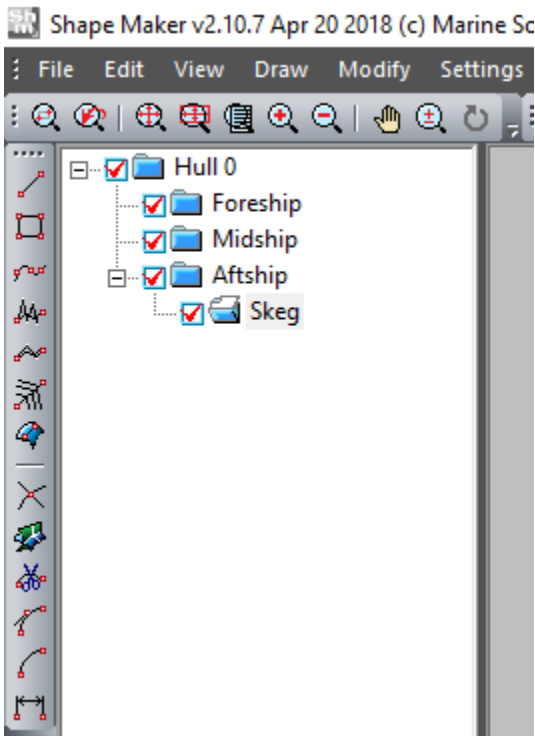 Shape Maker v2.10.7 Apr 20 2018 (c) Marine Sc
File Edit View Draw Modify Settings
Hull 0
Foreship
Midship
Aftship
Skeg